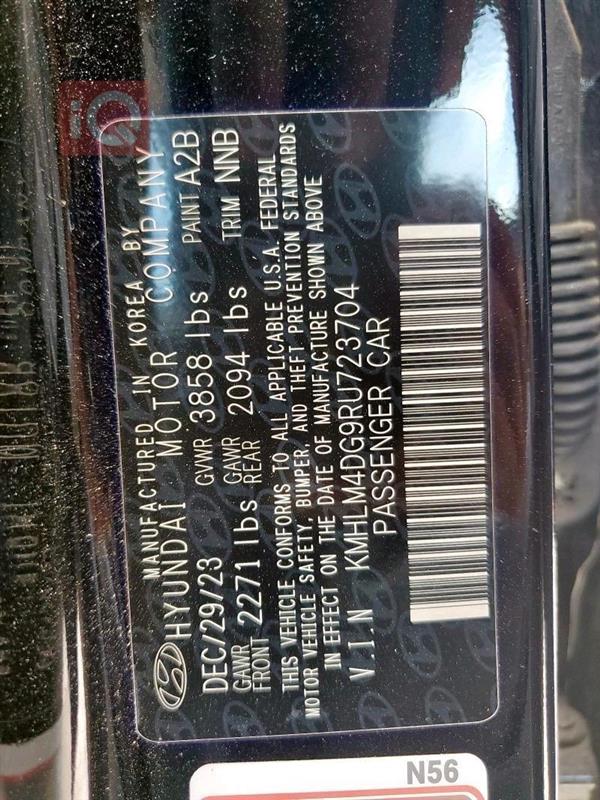 iQ
MANUFACTURED IN KOREA BY
HYUNDAI MOTOR COMPANY
DEC/29/23 GVWR 3858 lbs PAINT A2B
GAWR FRONT 2271 lbs GAWR REAR 2094 lbs TRIM NNB
THIS VEHICLE CONFORMS TO ALL APPLICABLE U.S.A. FEDERAL
MOTOR VEHICLE SAFETY, BUMPER, AND THEFT PREVENTION STANDARDS
IN EFFECT ON THE DATE OF MANUFACTURE SHOWN ABOVE
V.I.N KMHLM4DG9RU723704
PASSENGER CAR
N56